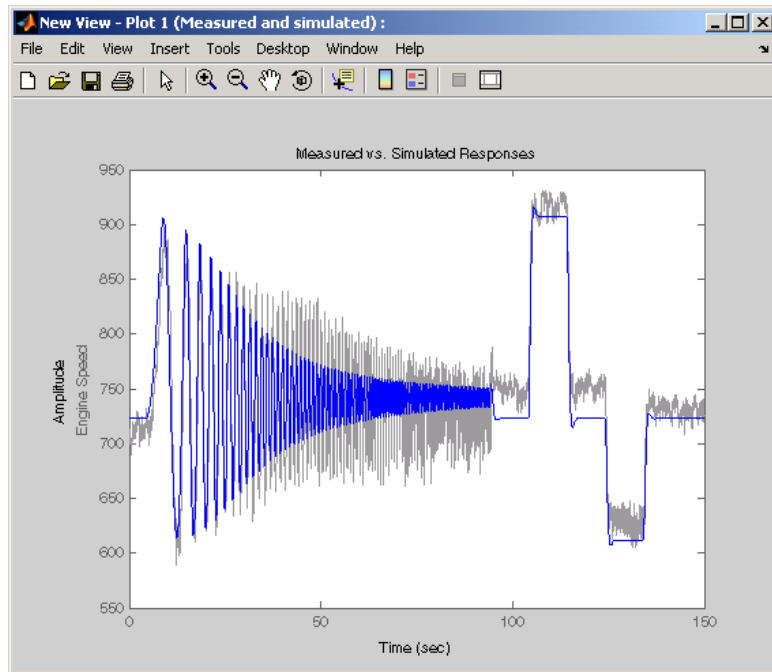 New View - Plot 1 (Measured and simulated) :
File Edit View Insert Tools Desktop Window Help
Measured vs. Simulated Responses
950
900
850
800
750
700
650
600
550
Amplitude
Engine Speed
0 50 100 150
Time (sec)